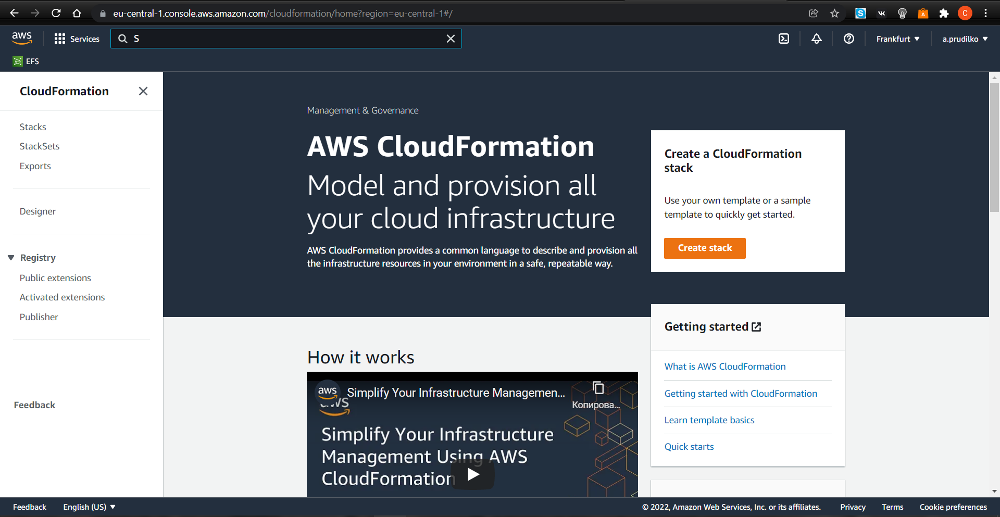 eu-central-1.console.aws.amazon.com/cloudformation/home?region=eu-central-1#/
S
VK
A
C
aws
Services
S
Frankfurt
a.prudilko
EFS
CloudFormation
Stacks
StackSets
Exports
Designer
Registry
Public extensions
Activated extensions
Publisher
Feedback
Management & Governance
AWS CloudFormation
Model and provision all
your cloud infrastructure
AWS CloudFormation provides a common language to describe and provision all
the infrastructure resources in your environment in a safe, repeatable way.
Create a CloudFormation
stack
Use your own template or a sample
template to quickly get started.
Create stack
How it works
aws
Simplify Your Infrastructure Managemen...
Копирова...
aws
Simplify Your Infrastructure
Management Using AWS
CloudFormation
Getting started
What is AWS CloudFormation
Getting started with CloudFormation
Learn template basics
Quick starts
Feedback
English (US)
© 2022, Amazon Web Services, Inc. or its affiliates.
Privacy
Terms
Cookie preferences